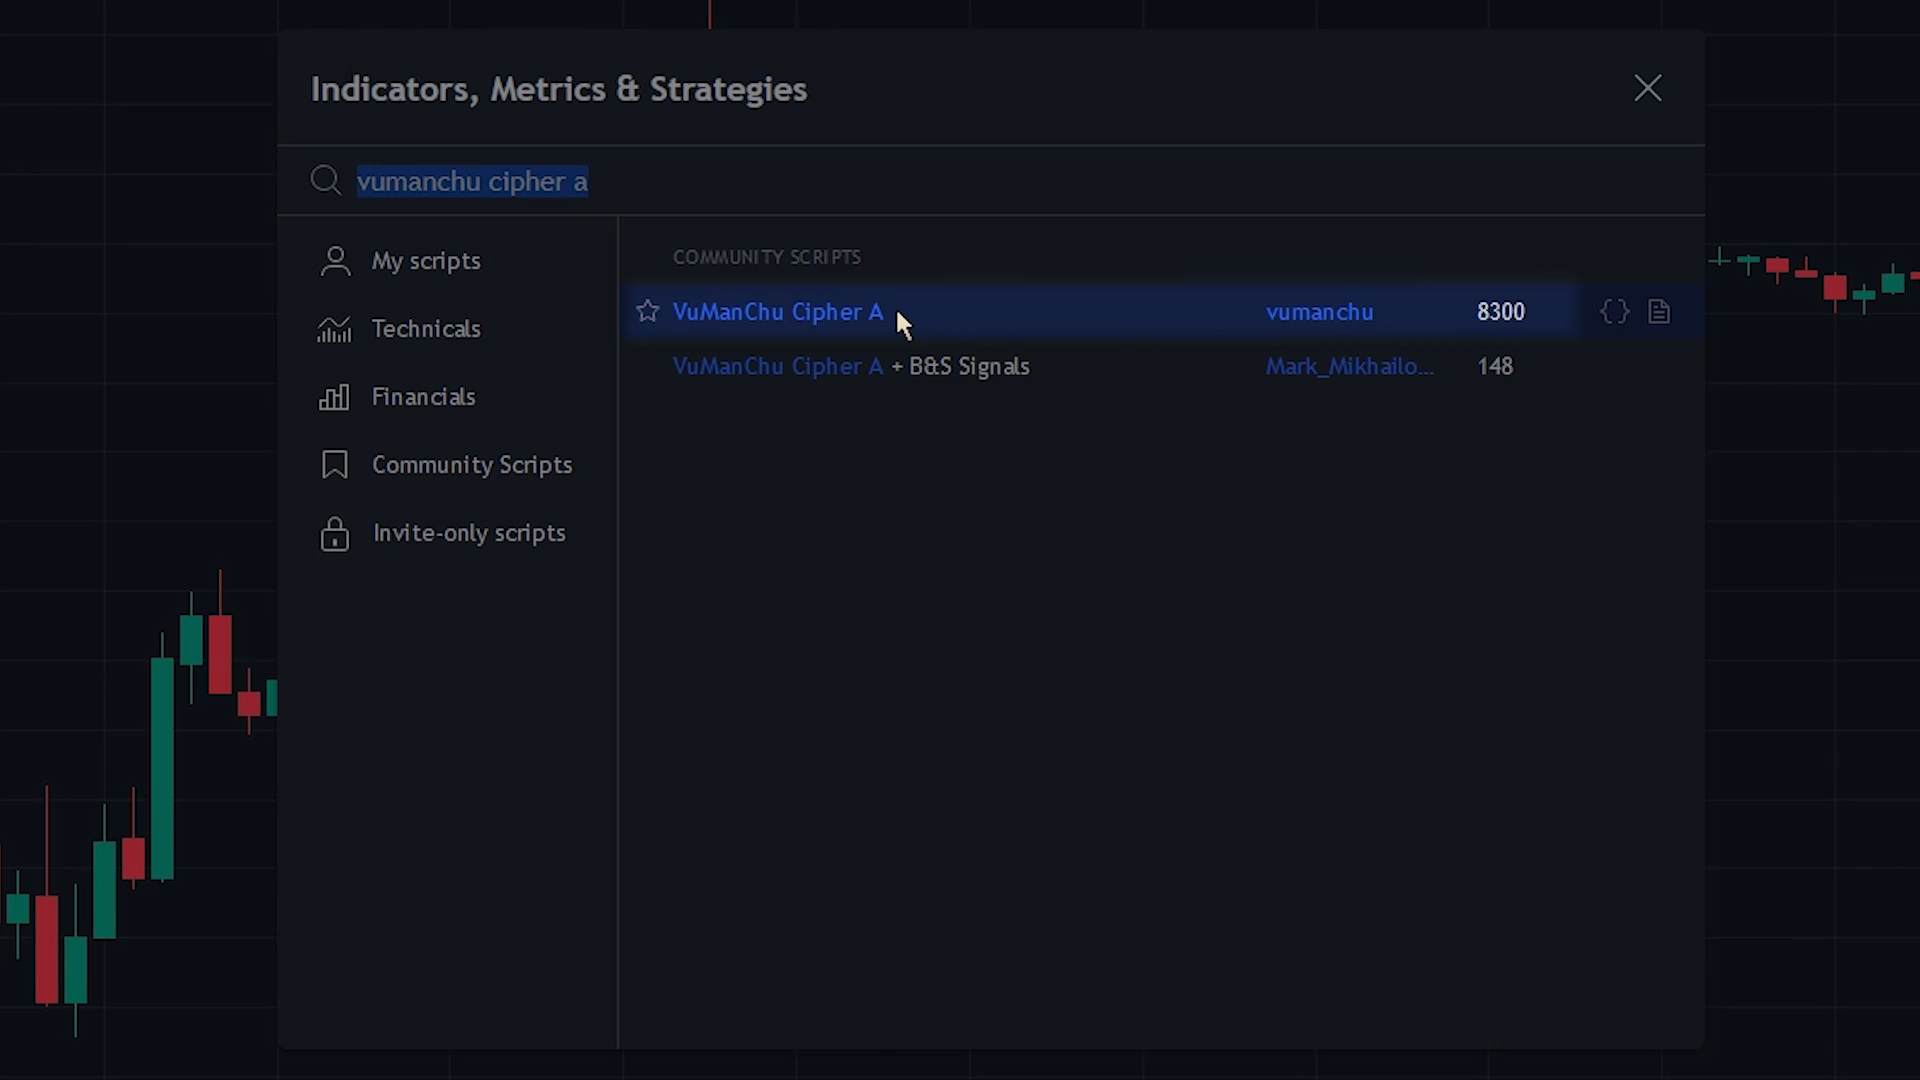 Indicators, Metrics & Strategies
vumanchu cipher a
My scripts
Technicals
Financials
Community Scripts
Invite-only scripts
COMMUNITY SCRIPTS
VuManChu Cipher A vumanchu 8300
VuManChu Cipher A + B&S Signals Mark_Mikhailo... 148